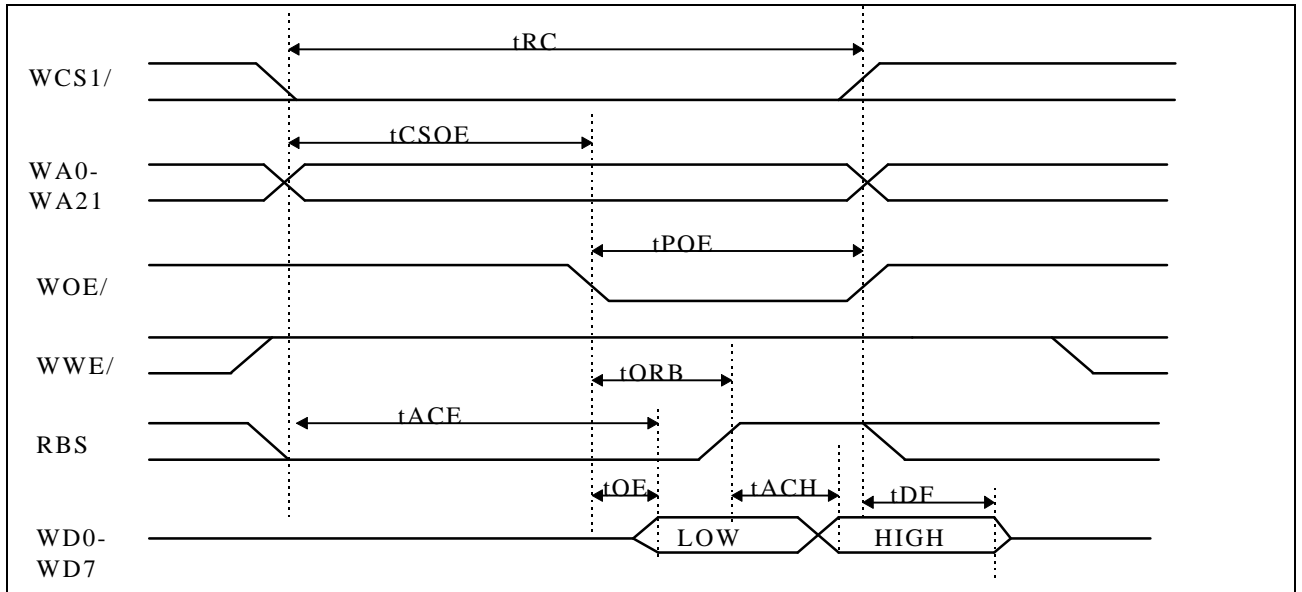 tRC
WCS1/
tCSOE
WA0-
WA21
tPOE
WOE/
WWE/
tORB
tACE
RBS
tOE
tACH
tDF
WD0-
WD7
LOW
HIGH